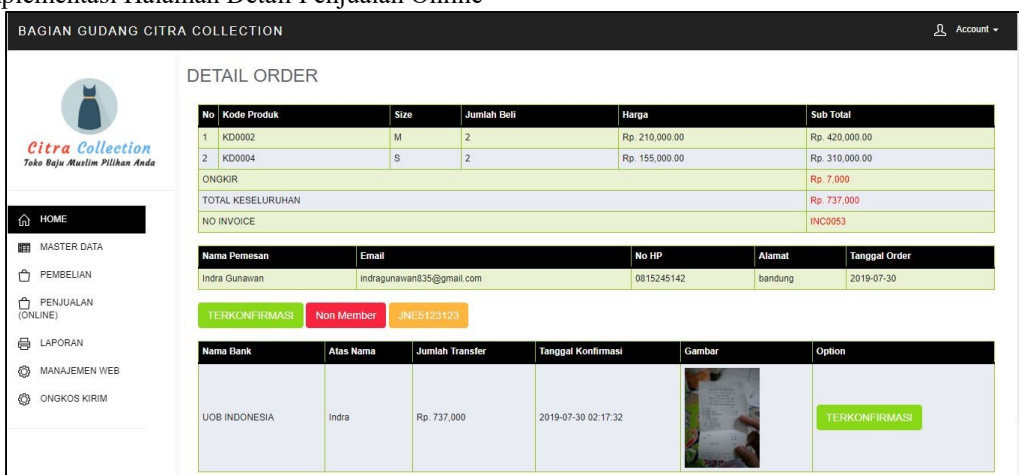 plementasi Halaman Detail Penjualan Online
BAGIAN GUDANG CITRA COLLECTION
Account
Citra Collection
Toko Baju Muslim Pilihan Anda
HOME
MASTER DATA
PEMBELIAN
PENJUALAN
(ONLINE)
LAPORAN
MANAJEMEN WEB
ONGKOS KIRIM
DETAIL ORDER
No Kode Produk Size Jumlah Beli Harga Sub Total
1 KD0002 M 2 Rp. 210,000.00 Rp. 420,000.00
2 KD0004 S 2 Rp. 155,000.00 Rp. 310,000.00
ONGKIR Rp. 7,000
TOTAL KESELURUHAN Rp. 737,000
NO INVOICE INC0053
Nama Pemesan Email No HP Alamat Tanggal Order
Indra Gunawan indragunawan835@gmail.com 0815245142 bandung 2019-07-30
TERKONFIRMASI Non Member JNE5123123
Nama Bank Atas Nama Jumlah Transfer Tanggal Konfirmasi Gambar Option
UOB INDONESIA Indra Rp. 737,000 2019-07-30 02:17:32 TERKONFIRMASI